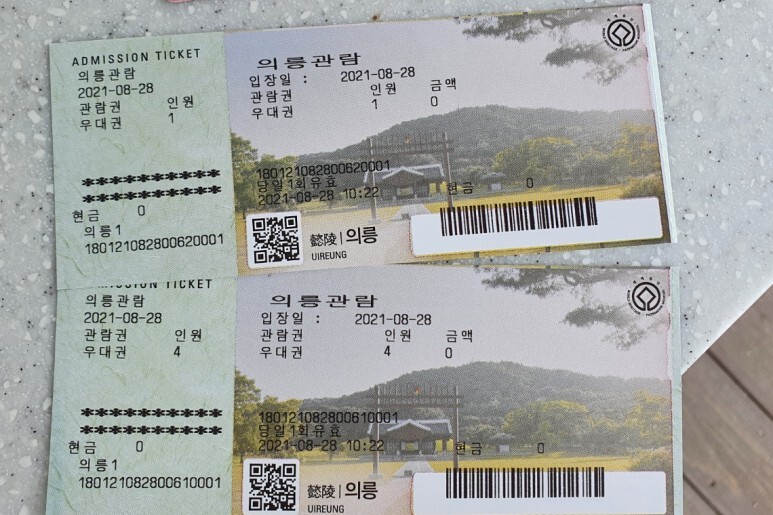 ADMISSION TICKET
의릉관람
2021-08-28
관람권 인원
우대권 1
*********
*********
현금 0
의릉1
180121082800620001
의릉관람
입장일 : 2021-08-28
관람권 인원 금액
우대권 1 0
180121082800620001
당일1회유효
2021-08-28 10:22 현금 0
懿陵 | 의릉
UIREUNG
ADMISSION TICKET
의릉관람
2021-08-28
관람권 인원
우대권 4
*********
*********
현금 0
의릉1
180121082800610001
의릉관람
입장일 : 2021-08-28
관람권 인원 금액
우대권 4 0
180121082800610001
당일1회유효
2021-08-28 10:22 현금 0
懿陵 | 의릉
UIREUNG